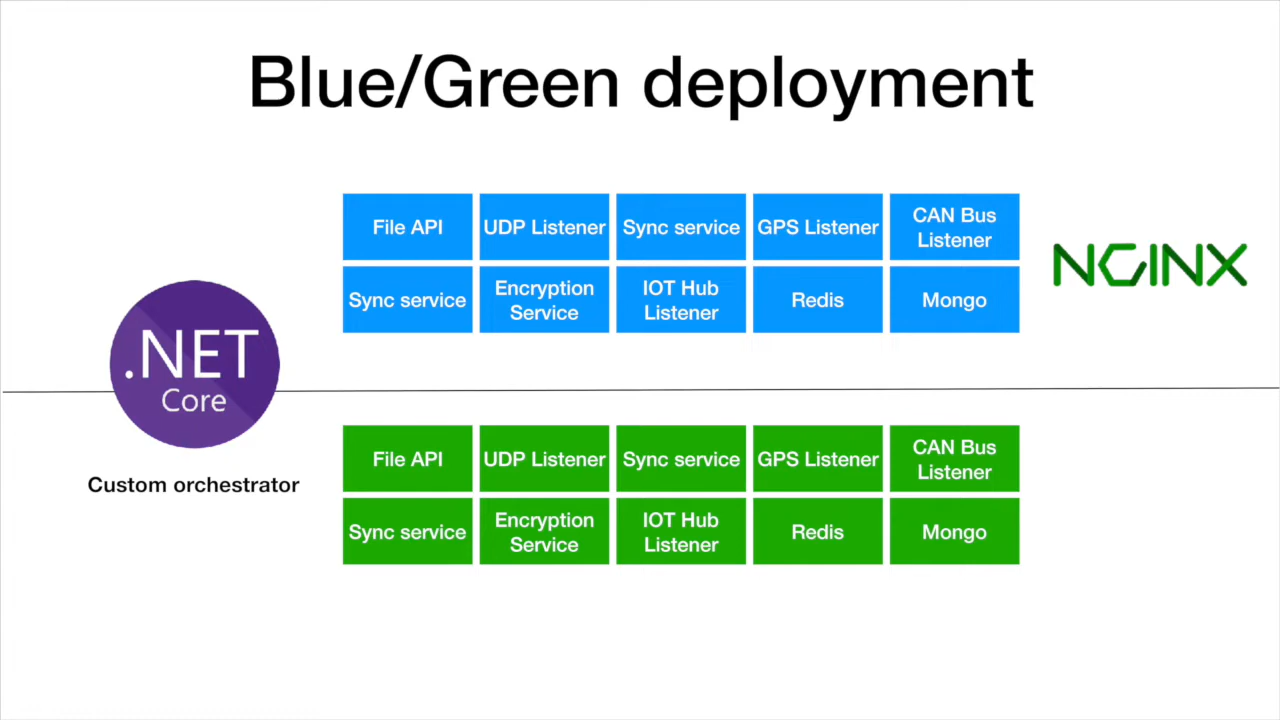 Blue/Green deployment
File API
UDP Listener
Sync service
GPS Listener
CAN Bus
Listener
Sync service
Encryption
Service
IOT Hub
Listener
Redis
Mongo
NGINX
.NET
Core
Custom orchestrator
File API
UDP Listener
Sync service
GPS Listener
CAN Bus
Listener
Sync service
Encryption
Service
IOT Hub
Listener
Redis
Mongo